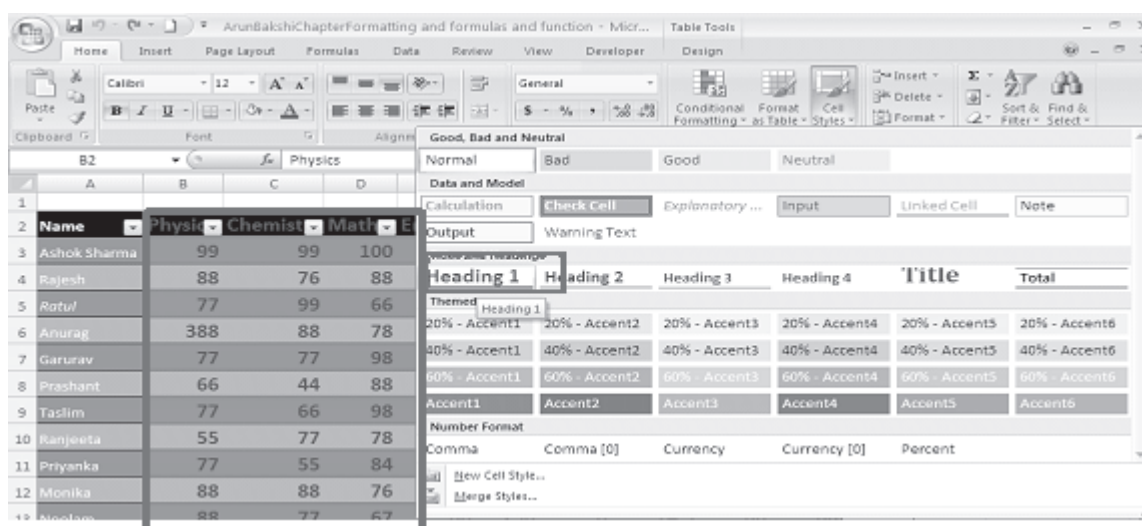 ArunBakshiChapterFormatting and formulas and function - Micr... Table Tools
Home Insert Page Layout Formulas Data Review View Developer Design
Calibri 12 A A General Insert Σ
Paste B I U A $ - % , Conditional Format Cell Delete Sort & Find &
Formatting as Table Styles Format Filter Select
Clipboard Font Alignm
B2 fx Physics
A B C D
1
2 Name Physic Chemist Math E
3 Ashok Sharma 99 99 100
4 Rajesh 88 76 88
5 Ratul 77 99 66
6 Anurag 388 88 78
7 Garurav 77 77 98
8 Prashant 66 44 88
9 Taslim 77 66 98
10 Ranjeeta 55 77 78
11 Priyanka 77 55 84
12 Monika 88 88 76
13 Neelam 88 77 67
Good, Bad and Neutral
Normal Bad Good Neutral
Data and Model
Calculation Check Cell Explanatory ... Input Linked Cell Note
Output Warning Text
Heading 1 Heading 2 Heading 3 Heading 4 Title Total
Themed
Heading 1
20% - Accent1 20% - Accent2 20% - Accent3 20% - Accent4 20% - Accent5 20% - Accent6
40% - Accent1 40% - Accent2 40% - Accent3 40% - Accent4 40% - Accent5 40% - Accent6
60% - Accent1 60% - Accent2 60% - Accent3 60% - Accent4 60% - Accent5 60% - Accent6
Accent1 Accent2 Accent3 Accent4 Accent5 Accent6
Number Format
Comma Comma [0] Currency Currency [0] Percent
New Cell Style...
Merge Styles...